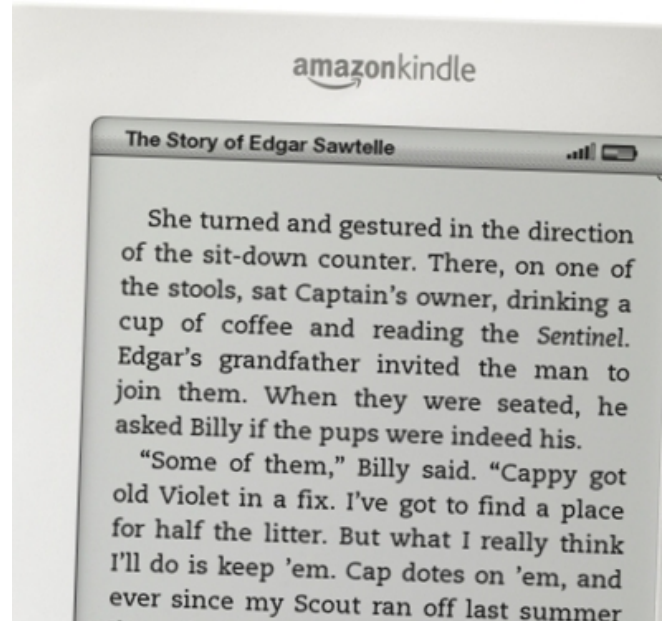 amazonkindle
The Story of Edgar Sawtelle
She turned and gestured in the direction
of the sit-down counter. There, on one of
the stools, sat Captain’s owner, drinking a
cup of coffee and reading the Sentinel.
Edgar’s grandfather invited the man to
join them. When they were seated, he
asked Billy if the pups were indeed his.
“Some of them,” Billy said. “Cappy got
old Violet in a fix. I’ve got to find a place
for half the litter. But what I really think
I’ll do is keep ’em. Cap dotes on ’em, and
ever since my Scout ran off last summer